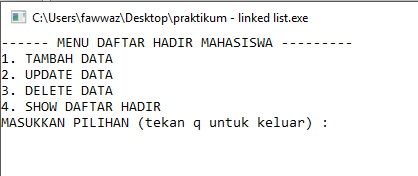 C:\Users\fawwaz\Desktop\praktikum - linked list.exe
------ MENU DAFTAR HADIR MAHASISWA ---------
1. TAMBAH DATA
2. UPDATE DATA
3. DELETE DATA
4. SHOW DAFTAR HADIR
MASUKKAN PILIHAN (tekan q untuk keluar) :